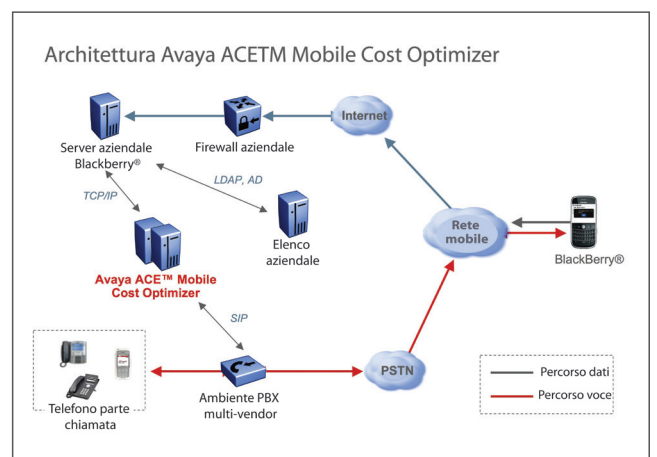 Architettura Avaya ACETM Mobile Cost Optimizer
Internet
Server aziendale
Blackberry®
Firewall aziendale
LDAP, AD
TCP/IP
Elenco
aziendale
Rete
mobile
BlackBerry®
Avaya ACE™ Mobile
Cost Optimizer
SIP
PSTN
Telefono parte
chiamata
Ambiente PBX
multi-vendor
Percorso dati
Percorso voce